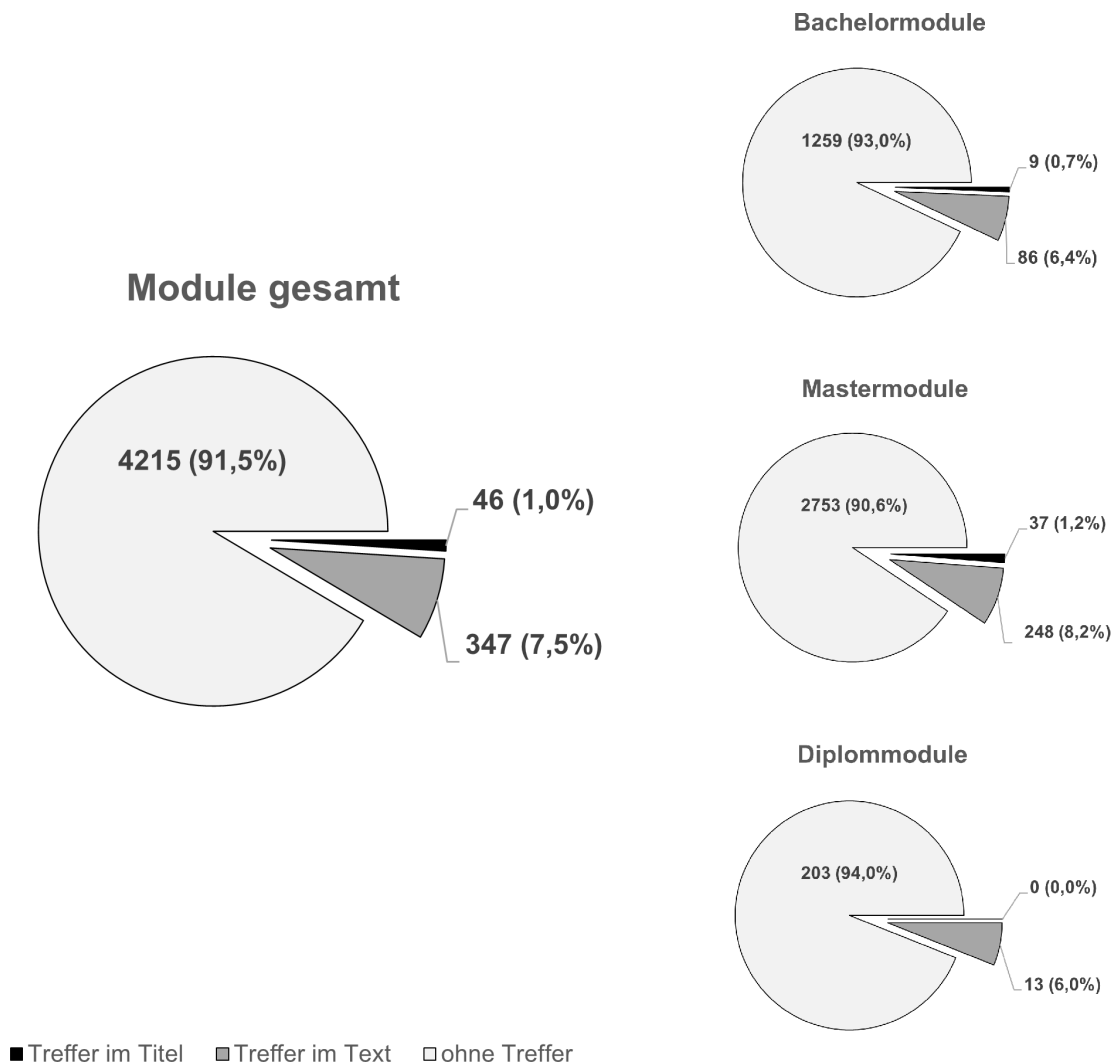 Module gesamt
4215 (91,5%)
46 (1,0%)
347 (7,5%)
Bachelormodule
1259 (93,0%)
9 (0,7%)
86 (6,4%)
Mastermodule
2753 (90,6%)
37 (1,2%)
248 (8,2%)
Diplommodule
203 (94,0%)
0 (0,0%)
13 (6,0%)
Treffer im Titel Treffer im Text ohne Treffer